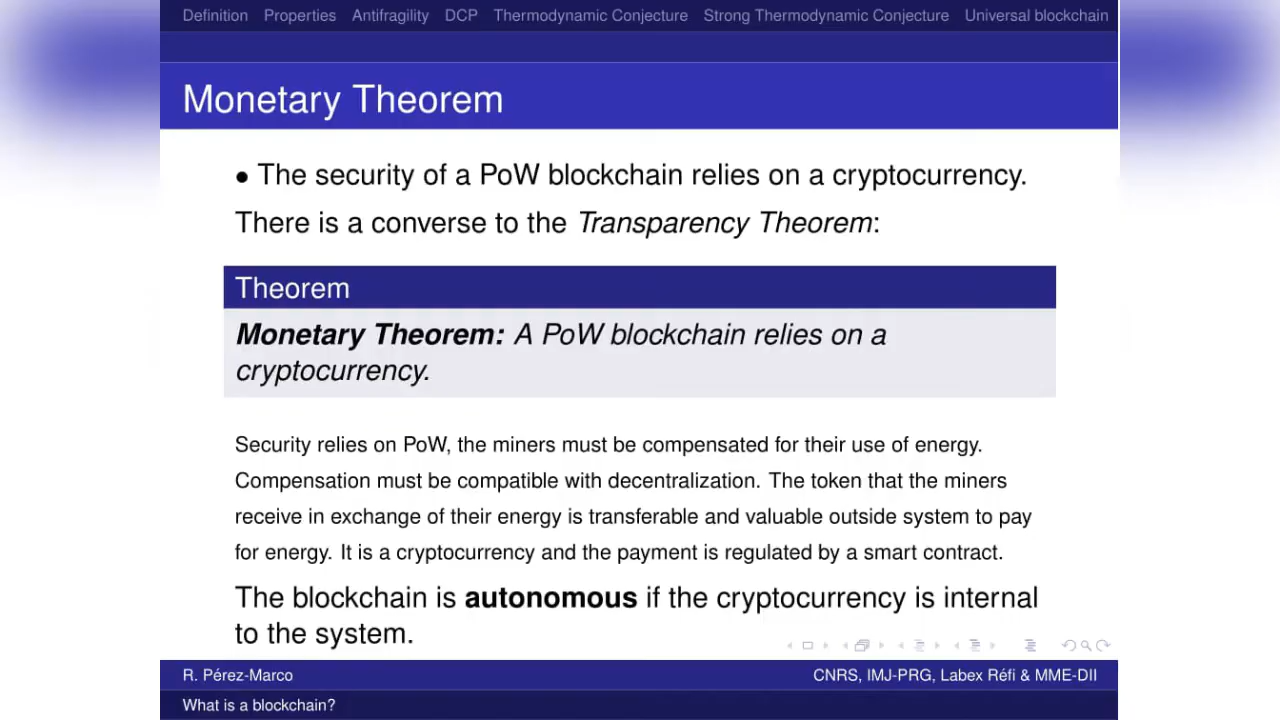 Definition Properties Antifragility DCP Thermodynamic Conjecture Strong Thermodynamic Conjecture Universal blockchain
Monetary Theorem
• The security of a PoW blockchain relies on a cryptocurrency.
There is a converse to the Transparency Theorem:
Theorem
Monetary Theorem: A PoW blockchain relies on a
cryptocurrency.
Security relies on PoW, the miners must be compensated for their use of energy.
Compensation must be compatible with decentralization. The token that the miners
receive in exchange of their energy is transferable and valuable outside system to pay
for energy. It is a cryptocurrency and the payment is regulated by a smart contract.
The blockchain is autonomous if the cryptocurrency is internal
to the system.
R. Pérez-Marco CNRS, IMJ-PRG, Labex Réfi & MME-DII
What is a blockchain?